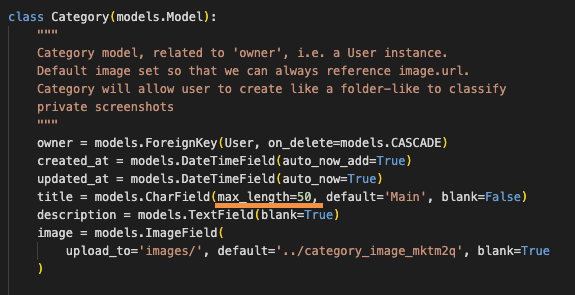 class Category(models.Model):
"""
Category model, related to 'owner', i.e. a User instance.
Default image set so that we can always reference image.url.
Category will allow user to create like a folder-like to classify
private screenshots
"""
owner = models.ForeignKey(User, on_delete=models.CASCADE)
created_at = models.DateTimeField(auto_now_add=True)
updated_at = models.DateTimeField(auto_now=True)
title = models.CharField(max_length=50, default='Main', blank=False)
description = models.TextField(blank=True)
image = models.ImageField(
upload_to='images/', default='../category_image_mktm2q', blank=True
)